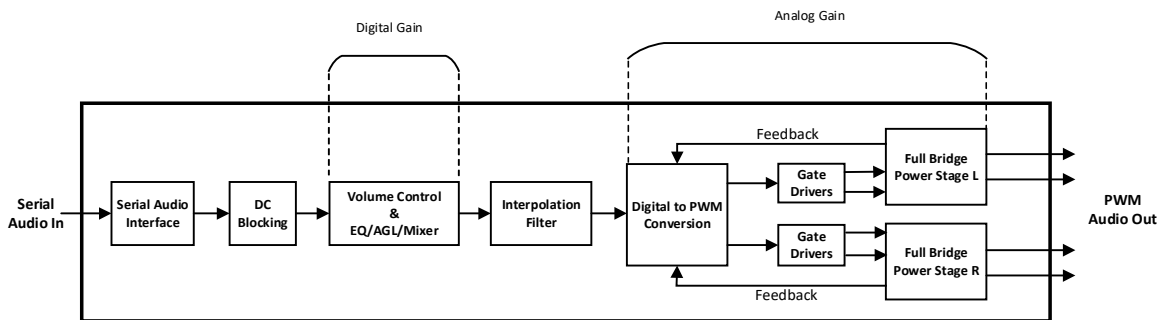 Analog Gain
Digital Gain
Feedback
Serial
Audio In
Serial Audio
Interface
DC
Blocking
Volume Control
&
EQ/AGL/Mixer
Interpolation
Filter
Digital to PWM
Conversion
Gate
Drivers
Full Bridge
Power Stage L
Gate
Drivers
Full Bridge
Power Stage R
Feedback
PWM
Audio Out